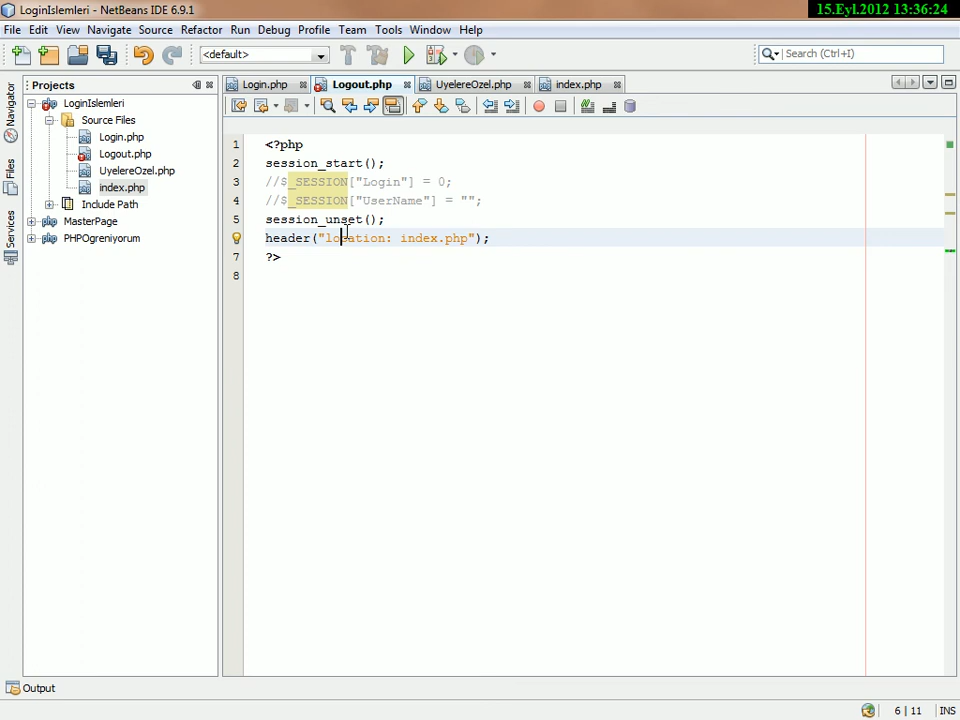 LoginIslemleri - NetBeans IDE 6.9.1
15.Eyl.2012 13:36:24
File Edit View Navigate Source Refactor Run Debug Profile Team Tools Window Help
<default>
Search (Ctrl+I)
Projects
Login.php Logout.php UyelereOzel.php index.php
Navigator
Files
Services
LoginIslemleri
Source Files
Login.php
Logout.php
UyelereOzel.php
index.php
Include Path
MasterPage
PHPOgreniyorum
1 <?php
2 session_start();
3 //$_SESSION["Login"] = 0;
4 //$_SESSION["UserName"] = "";
5 session_unset();
header("location: index.php");
7 ?>
8
Output
6 | 11 INS